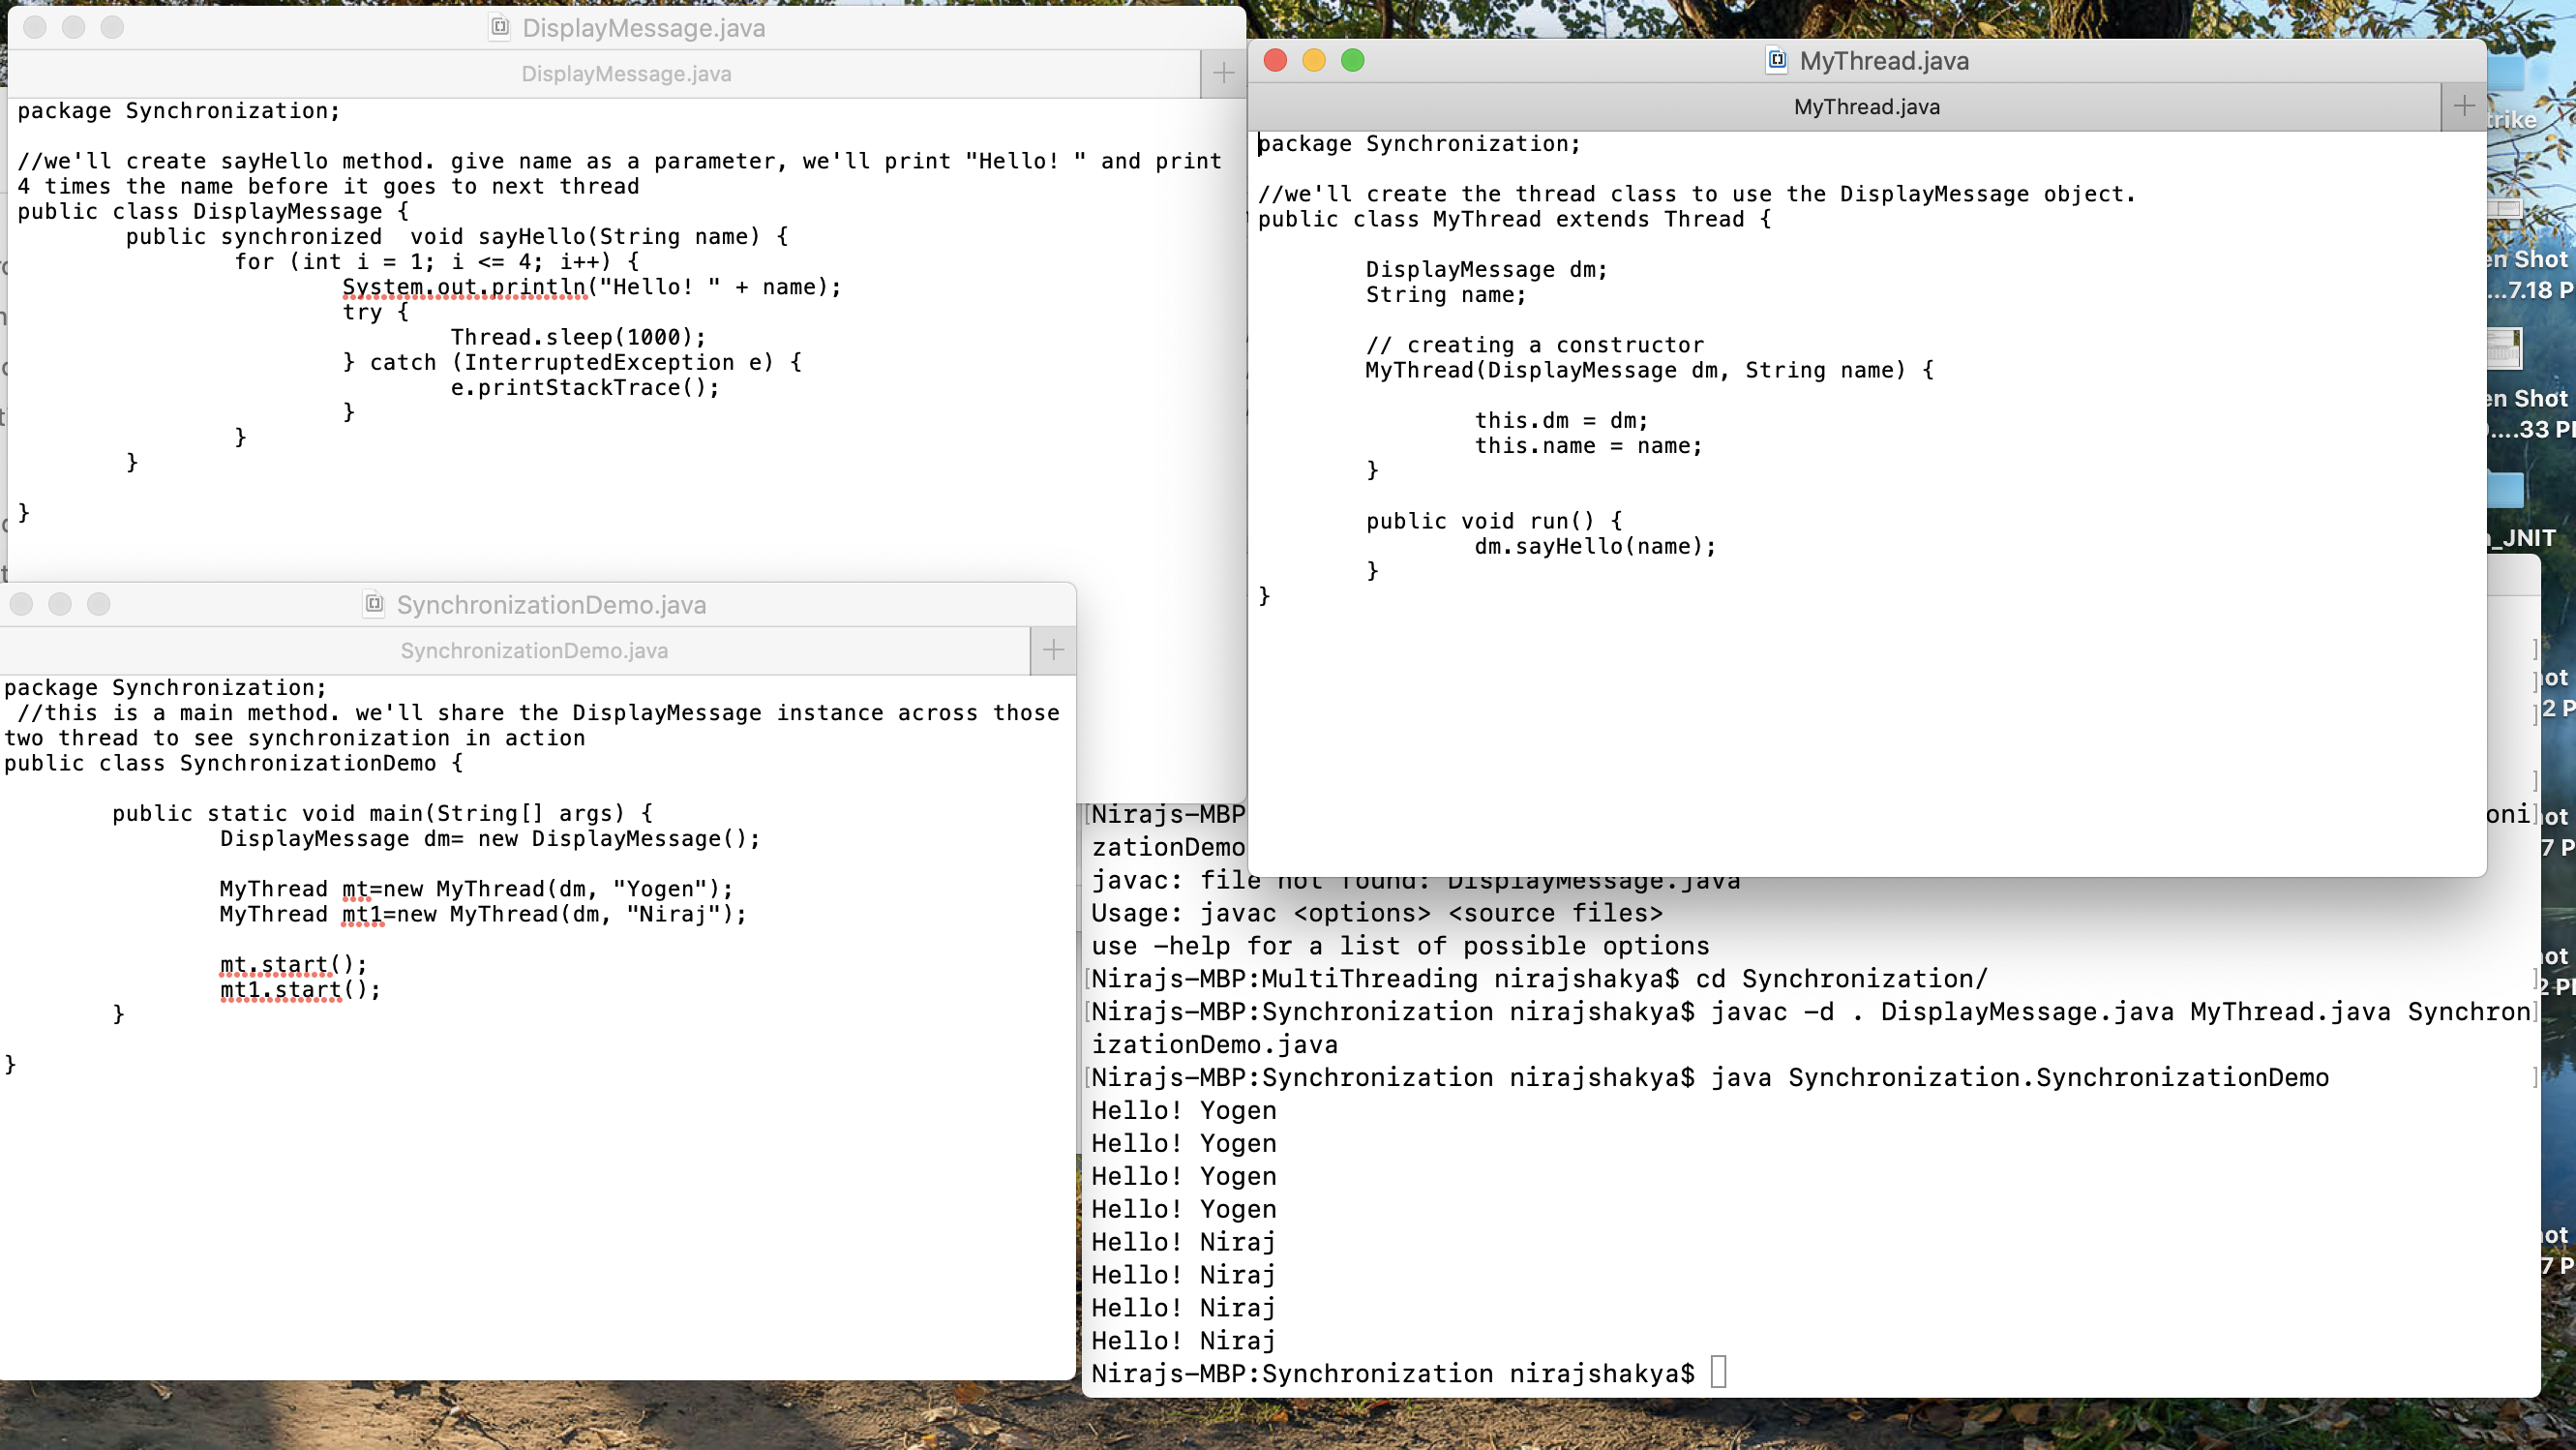 DisplayMessage.java
DisplayMessage.java
package Synchronization;
//we'll create sayHello method. give name as a parameter, we'll print "Hello! " and print
4 times the name before it goes to next thread
public class DisplayMessage {
public synchronized  void sayHello(String name) {
for (int i = 1; i <= 4; i++) {
System.out.println("Hello! " + name);
try {
Thread.sleep(1000);
} catch (InterruptedException e) {
e.printStackTrace();
}
}
}
}
MyThread.java
MyThread.java
package Synchronization;
//we'll create the thread class to use the DisplayMessage object.
public class MyThread extends Thread {
DisplayMessage dm;
String name;
// creating a constructor
MyThread(DisplayMessage dm, String name) {
this.dm = dm;
this.name = name;
}
public void run() {
dm.sayHello(name);
}
}
SynchronizationDemo.java
SynchronizationDemo.java
package Synchronization;
//this is a main method. we'll share the DisplayMessage instance across those
two thread to see synchronization in action
public class SynchronizationDemo {
public static void main(String[] args) {
DisplayMessage dm= new DisplayMessage();
MyThread mt=new MyThread(dm, "Yogen");
MyThread mt1=new MyThread(dm, "Niraj");
mt.start();
mt1.start();
}
}
[Nirajs-MBP
zationDemo
javac: file not found: DisplayMessage.java
Usage: javac <options> <source files>
use -help for a list of possible options
[Nirajs-MBP:MultiThreading nirajshakya$ cd Synchronization/ ]
[Nirajs-MBP:Synchronization nirajshakya$ javac -d . DisplayMessage.java MyThread.java Synchron]
izationDemo.java
[Nirajs-MBP:Synchronization nirajshakya$ java Synchronization.SynchronizationDemo ]
Hello! Yogen
Hello! Yogen
Hello! Yogen
Hello! Yogen
Hello! Niraj
Hello! Niraj
Hello! Niraj
Hello! Niraj
Nirajs-MBP:Synchronization nirajshakya$
trike
en Shot
...7.18 P
en Shot
....33 P
_JNIT
ot
2 P
ot
7 P
ot
2 P
ot
7 P